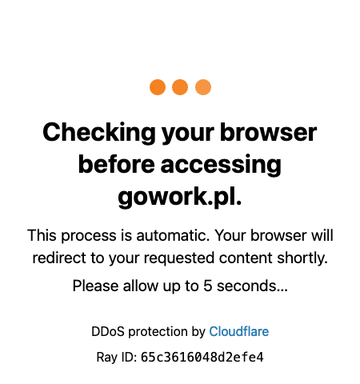 Checking your browser
before accessing
gowork.pl.
This process is automatic. Your browser will
redirect to your requested content shortly.
Please allow up to 5 seconds...
DDoS protection by Cloudflare
Ray ID: 65c3616048d2efe4